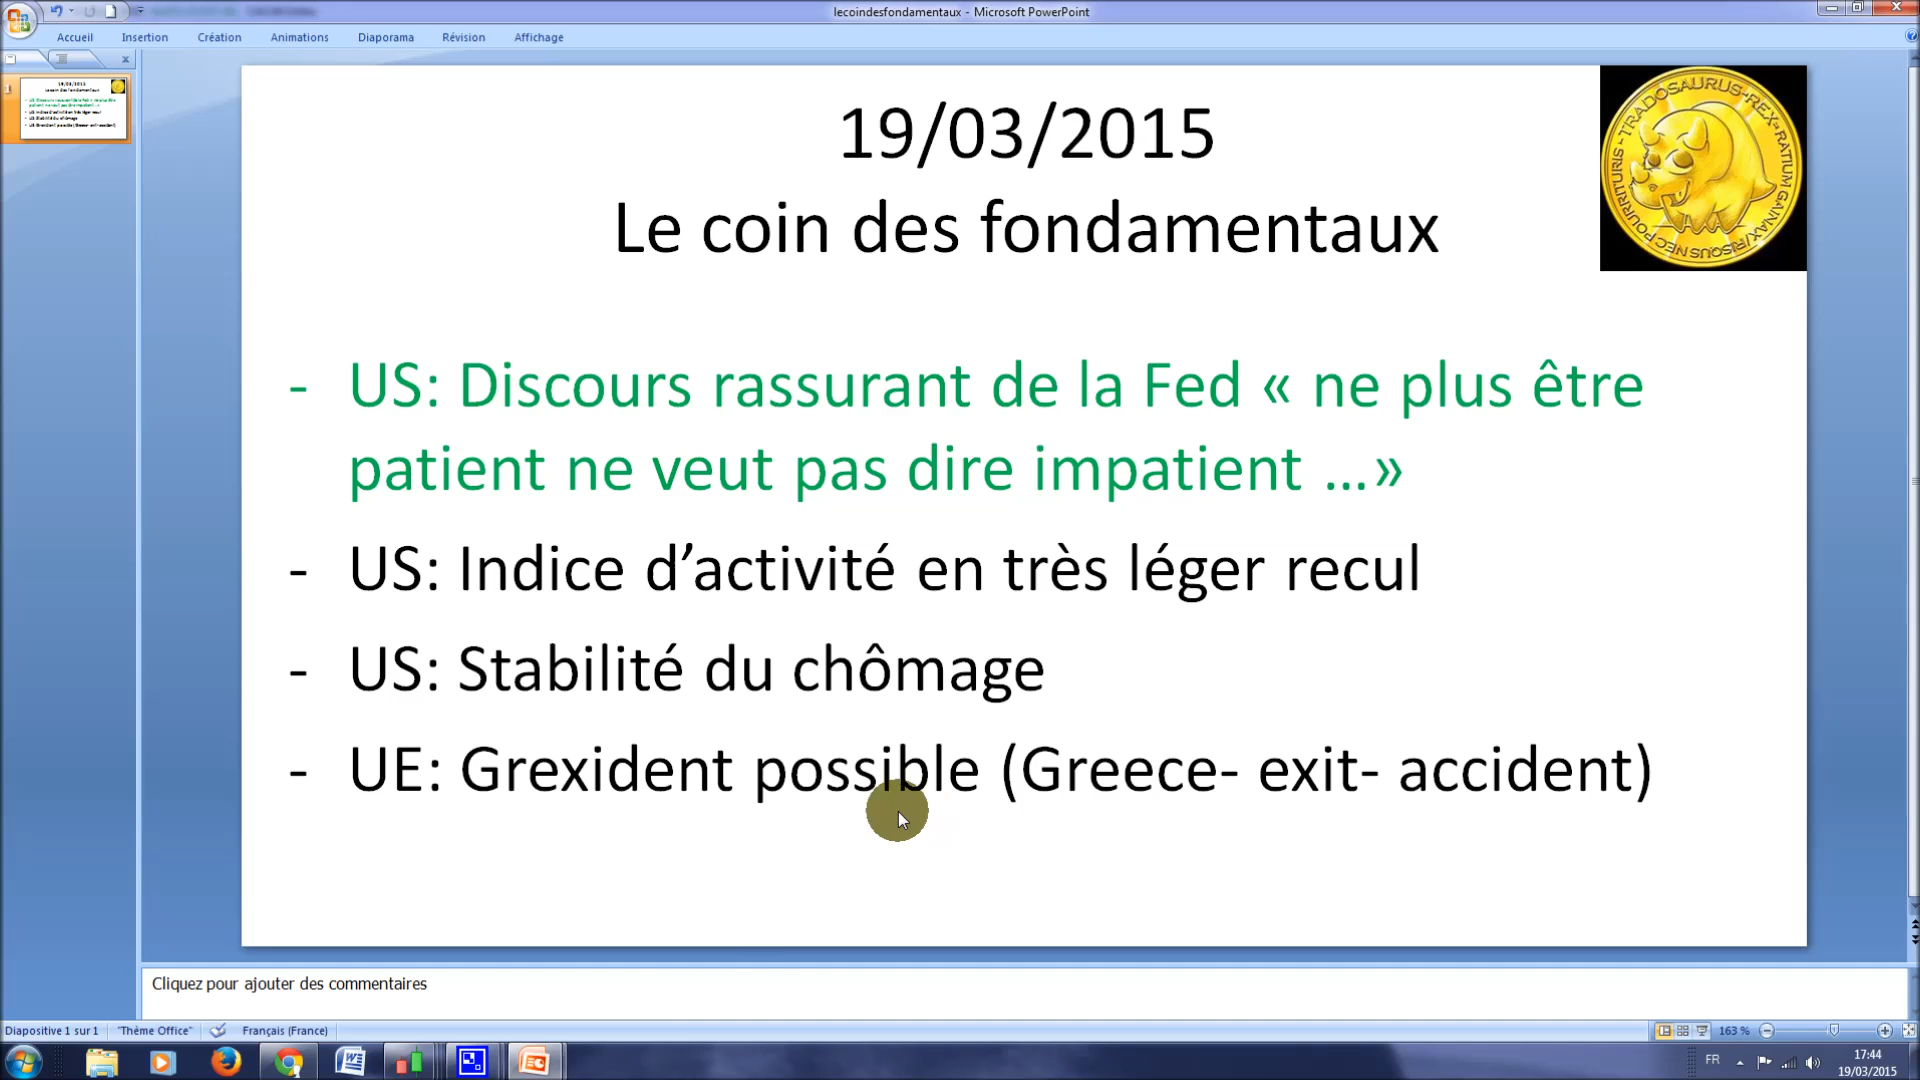 lecoindesfondamentaux - Microsoft PowerPoint
Accueil Insertion Création Animations Diaporama Révision Affichage
1
19/03/2015
Le coin des fondamentaux
TRADOSAURUS-REX
- US: Discours rassurant de la Fed « ne plus être
patient ne veut pas dire impatient ...»
- US: Indice d’activité en très léger recul
- US: Stabilité du chômage
- UE: Grexident possible (Greece- exit- accident)
Cliquez pour ajouter des commentaires
Diapositive 1 sur 1 "Thème Office" Français (France) 163 %
FR 17:44
19/03/2015